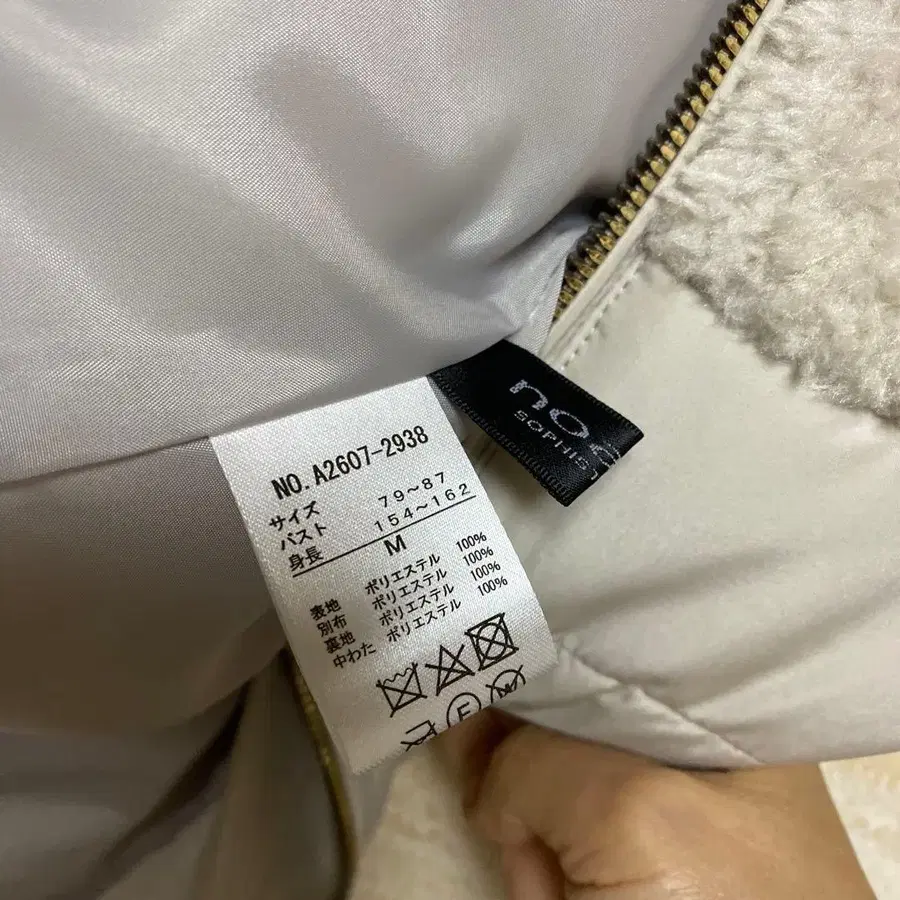 NO. A2607-2938
サイズ
バスト 79～87
身長 154～162
M
表地 ポリエステル 100%
別布 ポリエステル 100%
裏地 ポリエステル 100%
中わた ポリエステル 100%
F
W